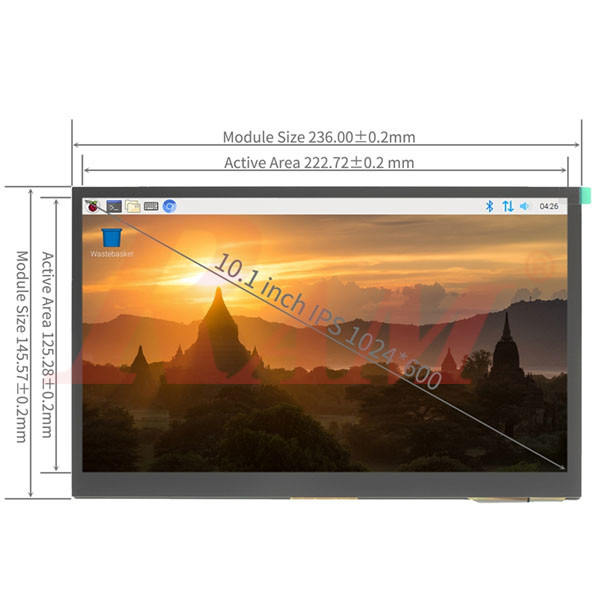 Module Size 236.00±0.2mm
Active Area 222.72±0.2 mm
Module Size 145.57±0.2mm
Active Area 125.28±0.2mm
04:26
Wastebasket
10.1 inch IPS 1024*600